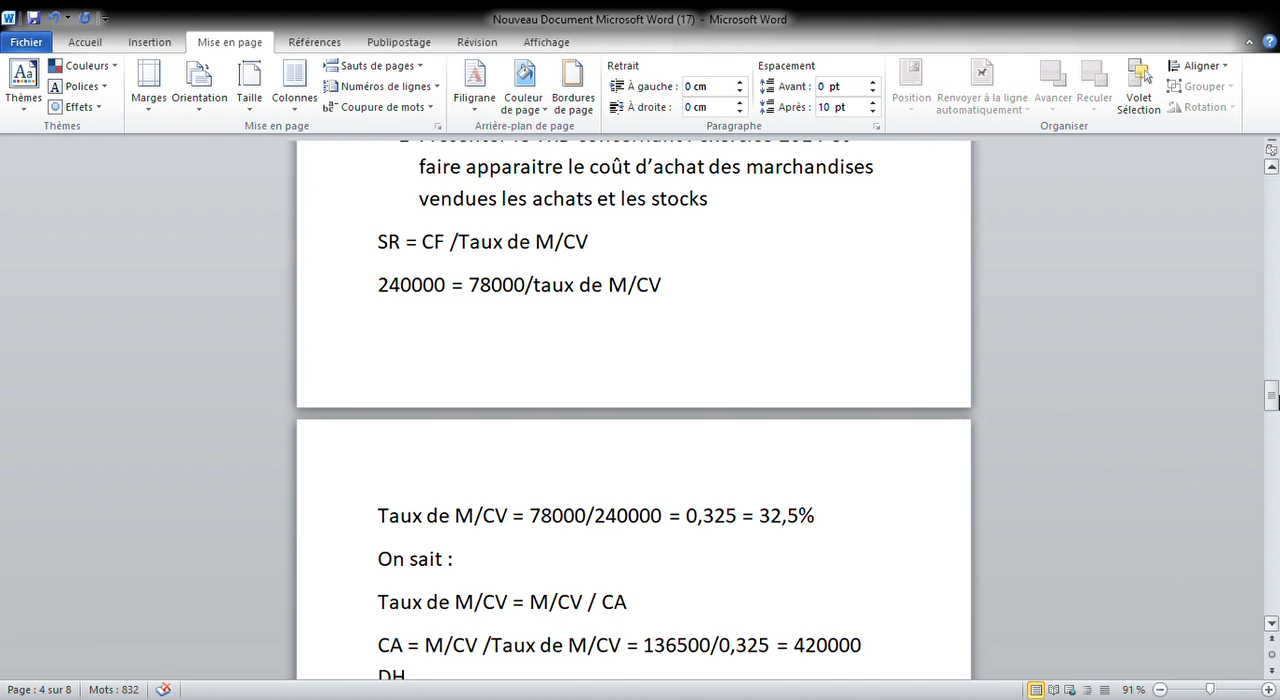 Nouveau Document Microsoft Word (17) - Microsoft Word
Fichier Accueil Insertion Mise en page Références Publipostage Révision Affichage
Couleurs Sauts de pages Retrait Espacement Aligner
Polices Numéros de lignes À gauche : 0 cm Avant : 0 pt Grouper
Thèmes Marges Orientation Taille Colonnes Filigrane Couleur de page Bordures de page Position Renvoyer à la ligne automatiquement Avancer Reculer Volet Sélection
Effets Coupure de mots À droite : 0 cm Après : 10 pt Rotation
Thèmes Mise en page Arrière-plan de page Paragraphe Organiser
faire apparaitre le coût d’achat des marchandises
vendues les achats et les stocks
SR = CF /Taux de M/CV
240000 = 78000/taux de M/CV
Taux de M/CV = 78000/240000 = 0,325 = 32,5%
On sait :
Taux de M/CV = M/CV / CA
CA = M/CV /Taux de M/CV = 136500/0,325 = 420000
DH
Page : 4 sur 8 Mots : 832 91 %